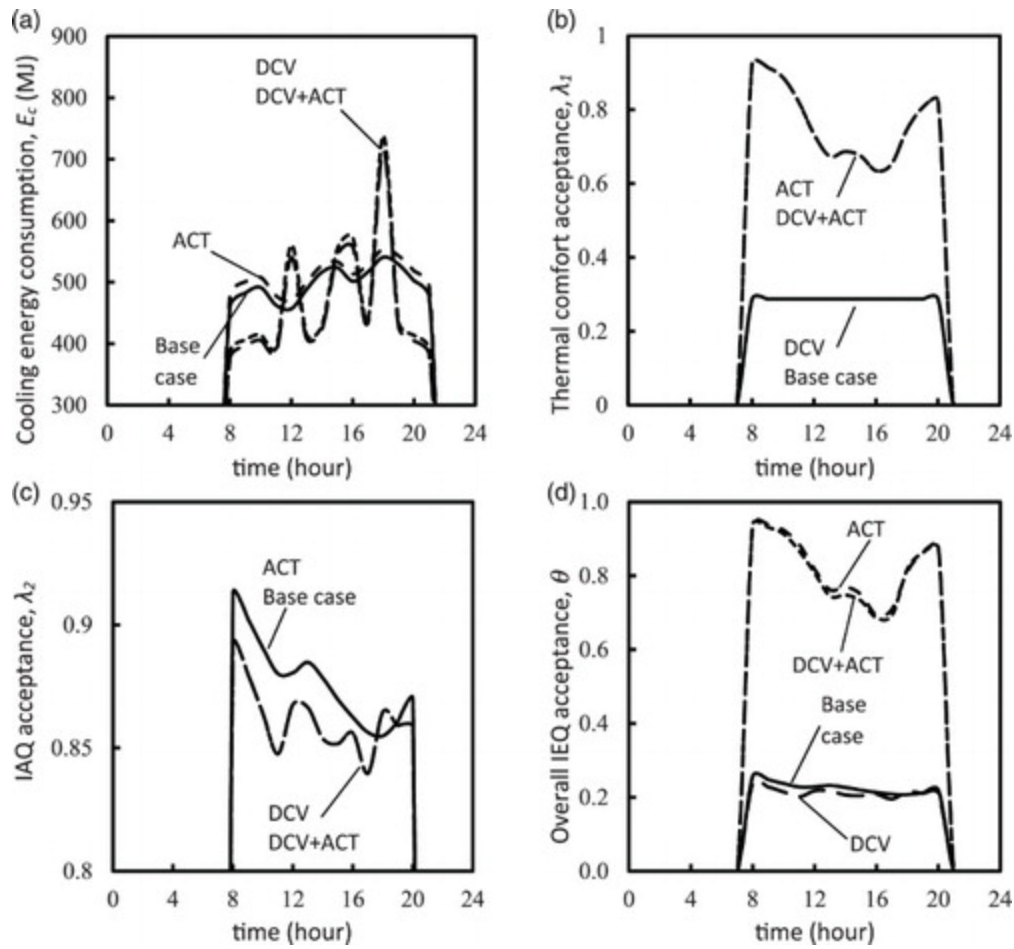 (a)
Cooling energy consumption, E_c (MJ)
900
800
700
600
500
400
300
DCV
DCV+ACT
ACT
Base
case
0 4 8 12 16 20 24
time (hour)
(b)
Thermal comfort acceptance, λ₁
1
0.8
0.6
0.4
0.2
0
ACT
DCV+ACT
DCV
Base case
0 4 8 12 16 20 24
time (hour)
(c)
IAQ acceptance, λ₂
0.95
0.9
0.85
0.8
ACT
Base case
DCV
DCV+ACT
0 4 8 12 16 20 24
time (hour)
(d)
Overall IEQ acceptance, θ
1.0
0.8
0.6
0.4
0.2
0.0
ACT
DCV+ACT
Base
case
DCV
0 4 8 12 16 20 24
time (hour)